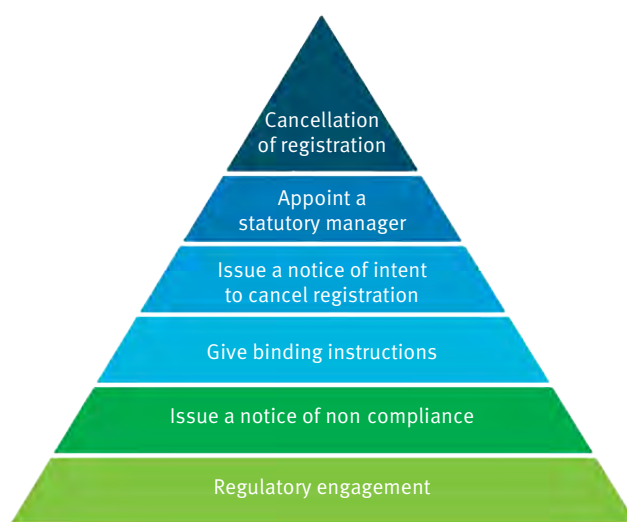 Cancellation
of registration
Appoint a
statutory manager
Issue a notice of intent
to cancel registration
Give binding instructions
Issue a notice of non compliance
Regulatory engagement